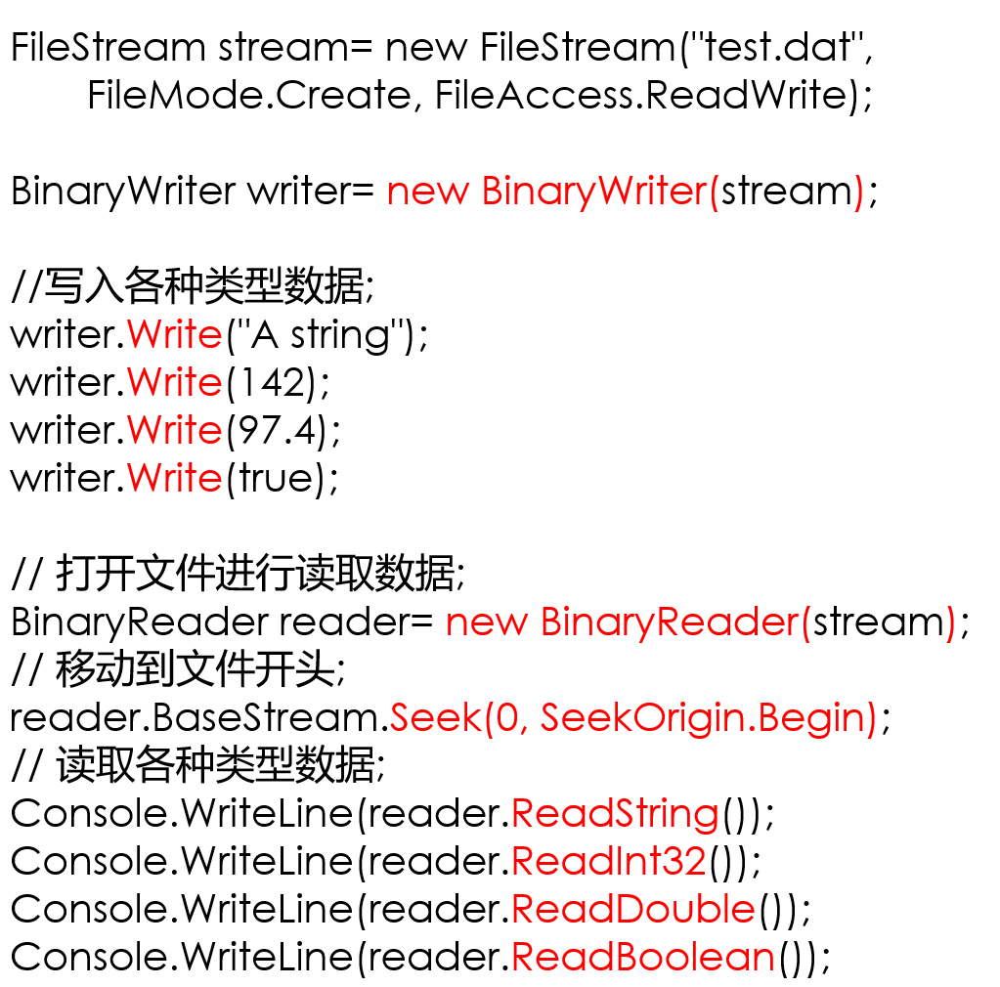 FileStream stream= new FileStream("test.dat",
FileMode.Create, FileAccess.ReadWrite);
BinaryWriter writer= new BinaryWriter(stream);
//写入各种类型数据;
writer.Write("A string");
writer.Write(142);
writer.Write(97.4);
writer.Write(true);
// 打开文件进行读取数据;
BinaryReader reader= new BinaryReader(stream);
// 移动到文件开头;
reader.BaseStream.Seek(0, SeekOrigin.Begin);
// 读取各种类型数据;
Console.WriteLine(reader.ReadString());
Console.WriteLine(reader.ReadInt32());
Console.WriteLine(reader.ReadDouble());
Console.WriteLine(reader.ReadBoolean());